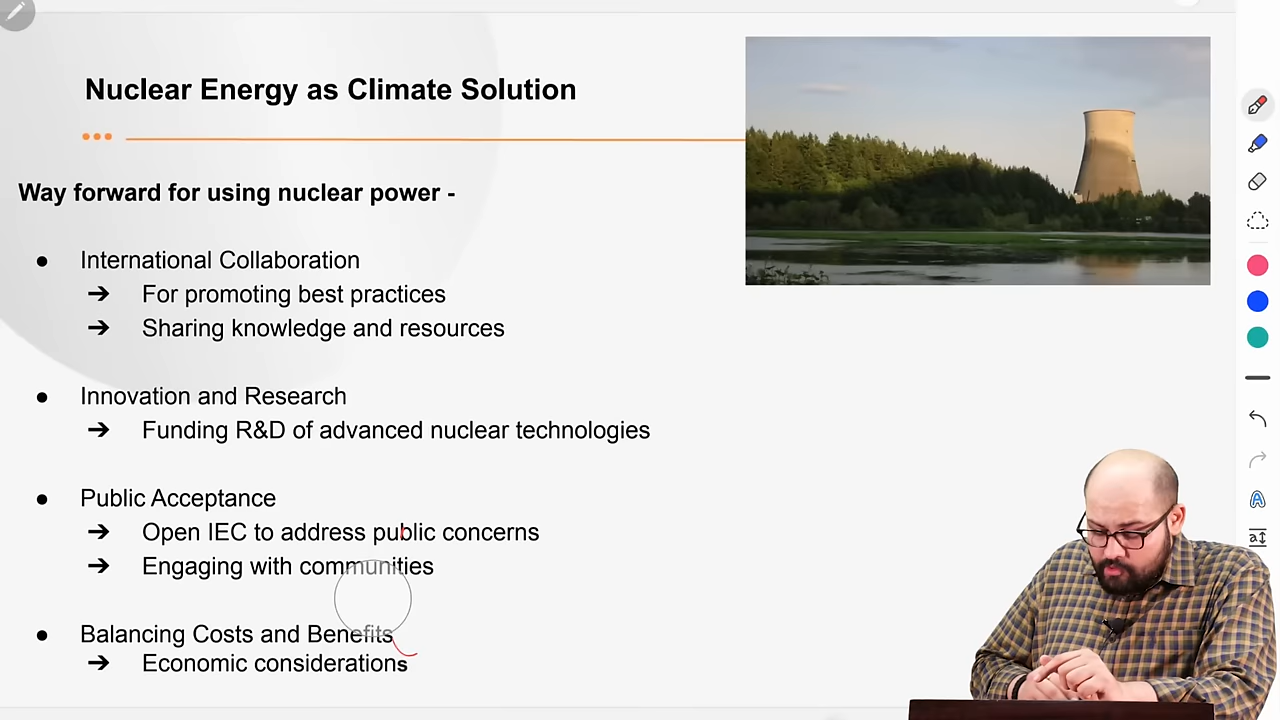 Nuclear Energy as Climate Solution
Way forward for using nuclear power -
● International Collaboration
➔ For promoting best practices
➔ Sharing knowledge and resources
● Innovation and Research
➔ Funding R&D of advanced nuclear technologies
● Public Acceptance
➔ Open IEC to address public concerns
➔ Engaging with communities
● Balancing Costs and Benefits
➔ Economic considerations